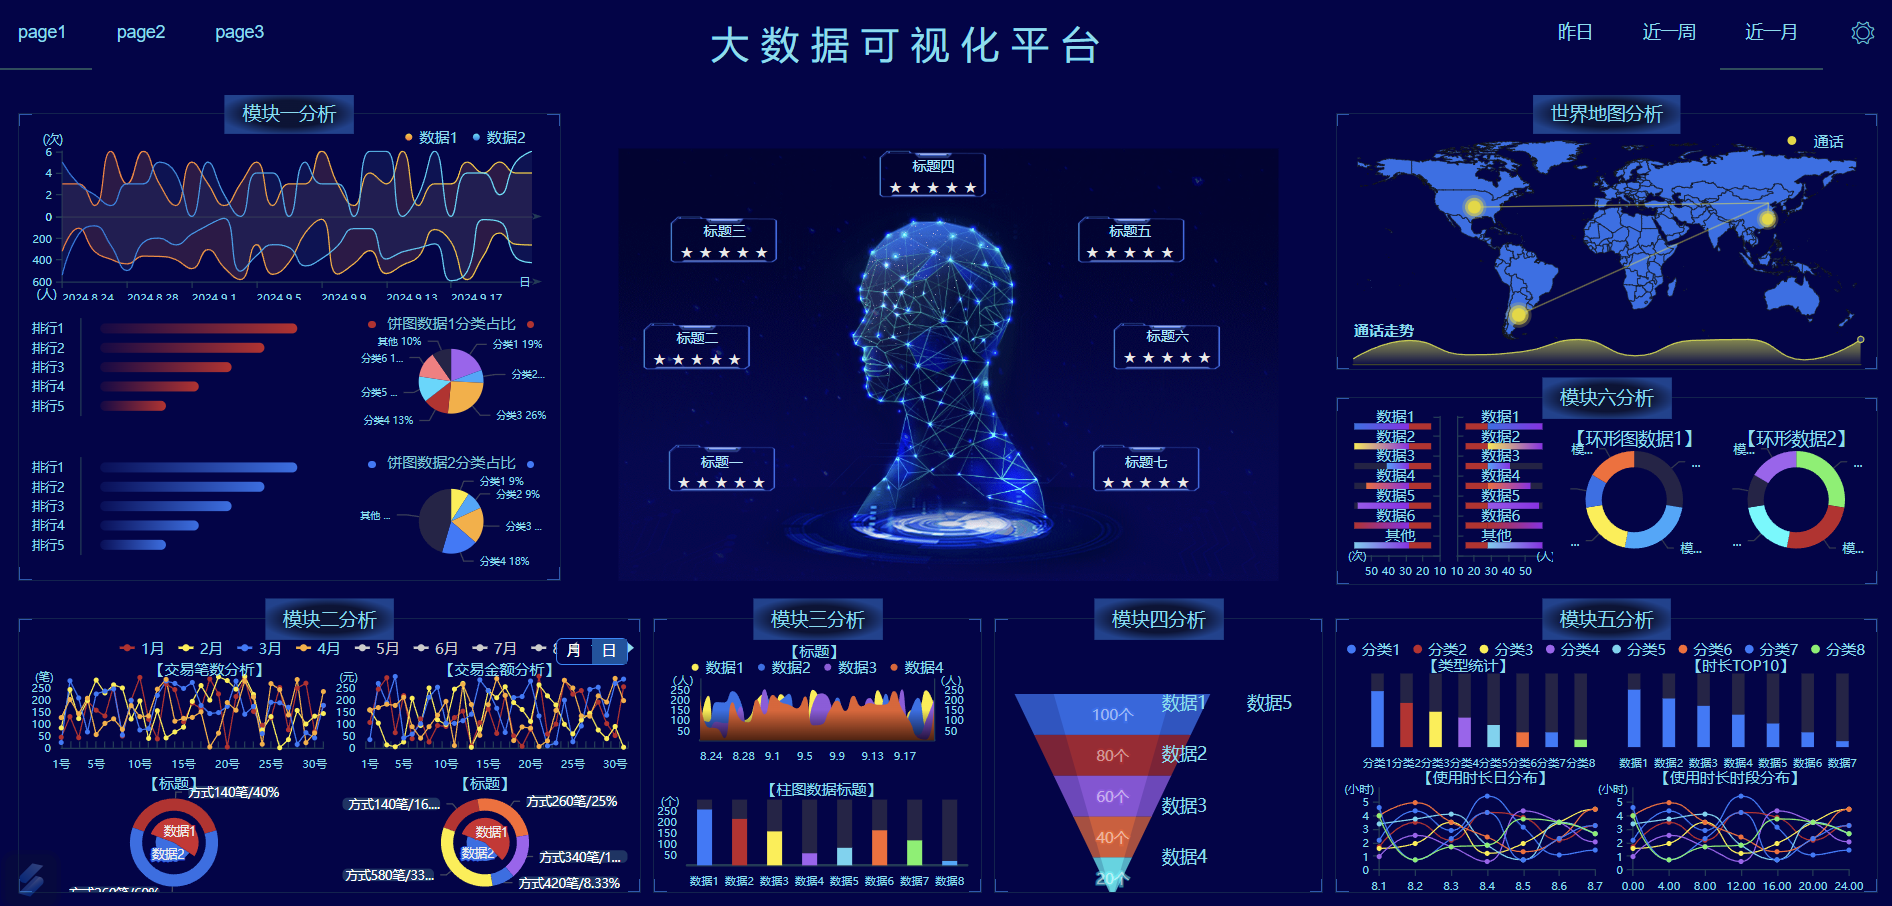 page1 page2 page3
大数据可视化平台
昨日 近一周 近一月
模块一分析
(次) 数据1 数据2
6
4
2
0
200
400
600
(人)
日
2024.8.24 2024.8.28 2024.9.1 2024.9.5 2024.9.9 2024.9.13 2024.9.17
排行1
排行2
排行3
排行4
排行5
饼图数据1分类占比
其他 10%
分类1 19%
分类6 1...
分类2...
分类5 ...
分类4 13%
分类3 26%
排行1
排行2
排行3
排行4
排行5
饼图数据2分类占比
分类1 9%
分类2 9%
其他 ...
分类3 ...
分类4 18%
标题四
★ ★ ★ ★ ★
标题三
★ ★ ★ ★ ★
标题五
★ ★ ★ ★ ★
标题二
★ ★ ★ ★ ★
标题六
★ ★ ★ ★ ★
标题一
★ ★ ★ ★ ★
标题七
★ ★ ★ ★ ★
世界地图分析
通话
通话走势
模块六分析
数据1
数据2
数据3
数据4
数据5
数据6
其他
(次)
50 40 30 20 10
数据1
数据2
数据3
数据4
数据5
数据6
其他
(人)
10 20 30 40 50
【环形图数据1】
模... ...
... 模...
【环形数据2】
模... ...
... 模...
模块二分析
1月 2月 3月 4月 5月 6月 7月
月 日
【交易笔数分析】
(笔)
250
200
150
100
50
0
1号 5号 10号 15号 20号 25号 30号
【交易金额分析】
(元)
250
200
150
100
50
0
1号 5号 10号 15号 20号 25号 30号
【标题】
方式140笔/40%
数据1
数据2
方式260笔/60%
【标题】
方式140笔/16....
方式260笔/25%
数据1
数据2
方式340笔/1...
方式580笔/33...
方式420笔/8.33%
模块三分析
【标题】
数据1 数据2 数据3 数据4
(人) (人)
250 250
200 200
150 150
100 100
50 50
8.24 8.28 9.1 9.5 9.9 9.13 9.17
【柱图数据标题】
(个)
250
200
150
100
50
数据1 数据2 数据3 数据4 数据5 数据6 数据7 数据8
模块四分析
100个 数据1 数据5
80个 数据2
60个 数据3
40个 数据4
20个
模块五分析
分类1 分类2 分类3 分类4 分类5 分类6 分类7 分类8
【类型统计】
分类1分类2分类3分类4分类5分类6分类7分类8
【时长TOP10】
数据1 数据2 数据3 数据4 数据5 数据6 数据7
【使用时长日分布】
(小时)
5
4
3
2
1
0
8.1 8.2 8.3 8.4 8.5 8.6 8.7
【使用时长时段分布】
(小时)
5
4
3
2
1
0
0.00 4.00 8.00 12.00 16.00 20.00 24.00